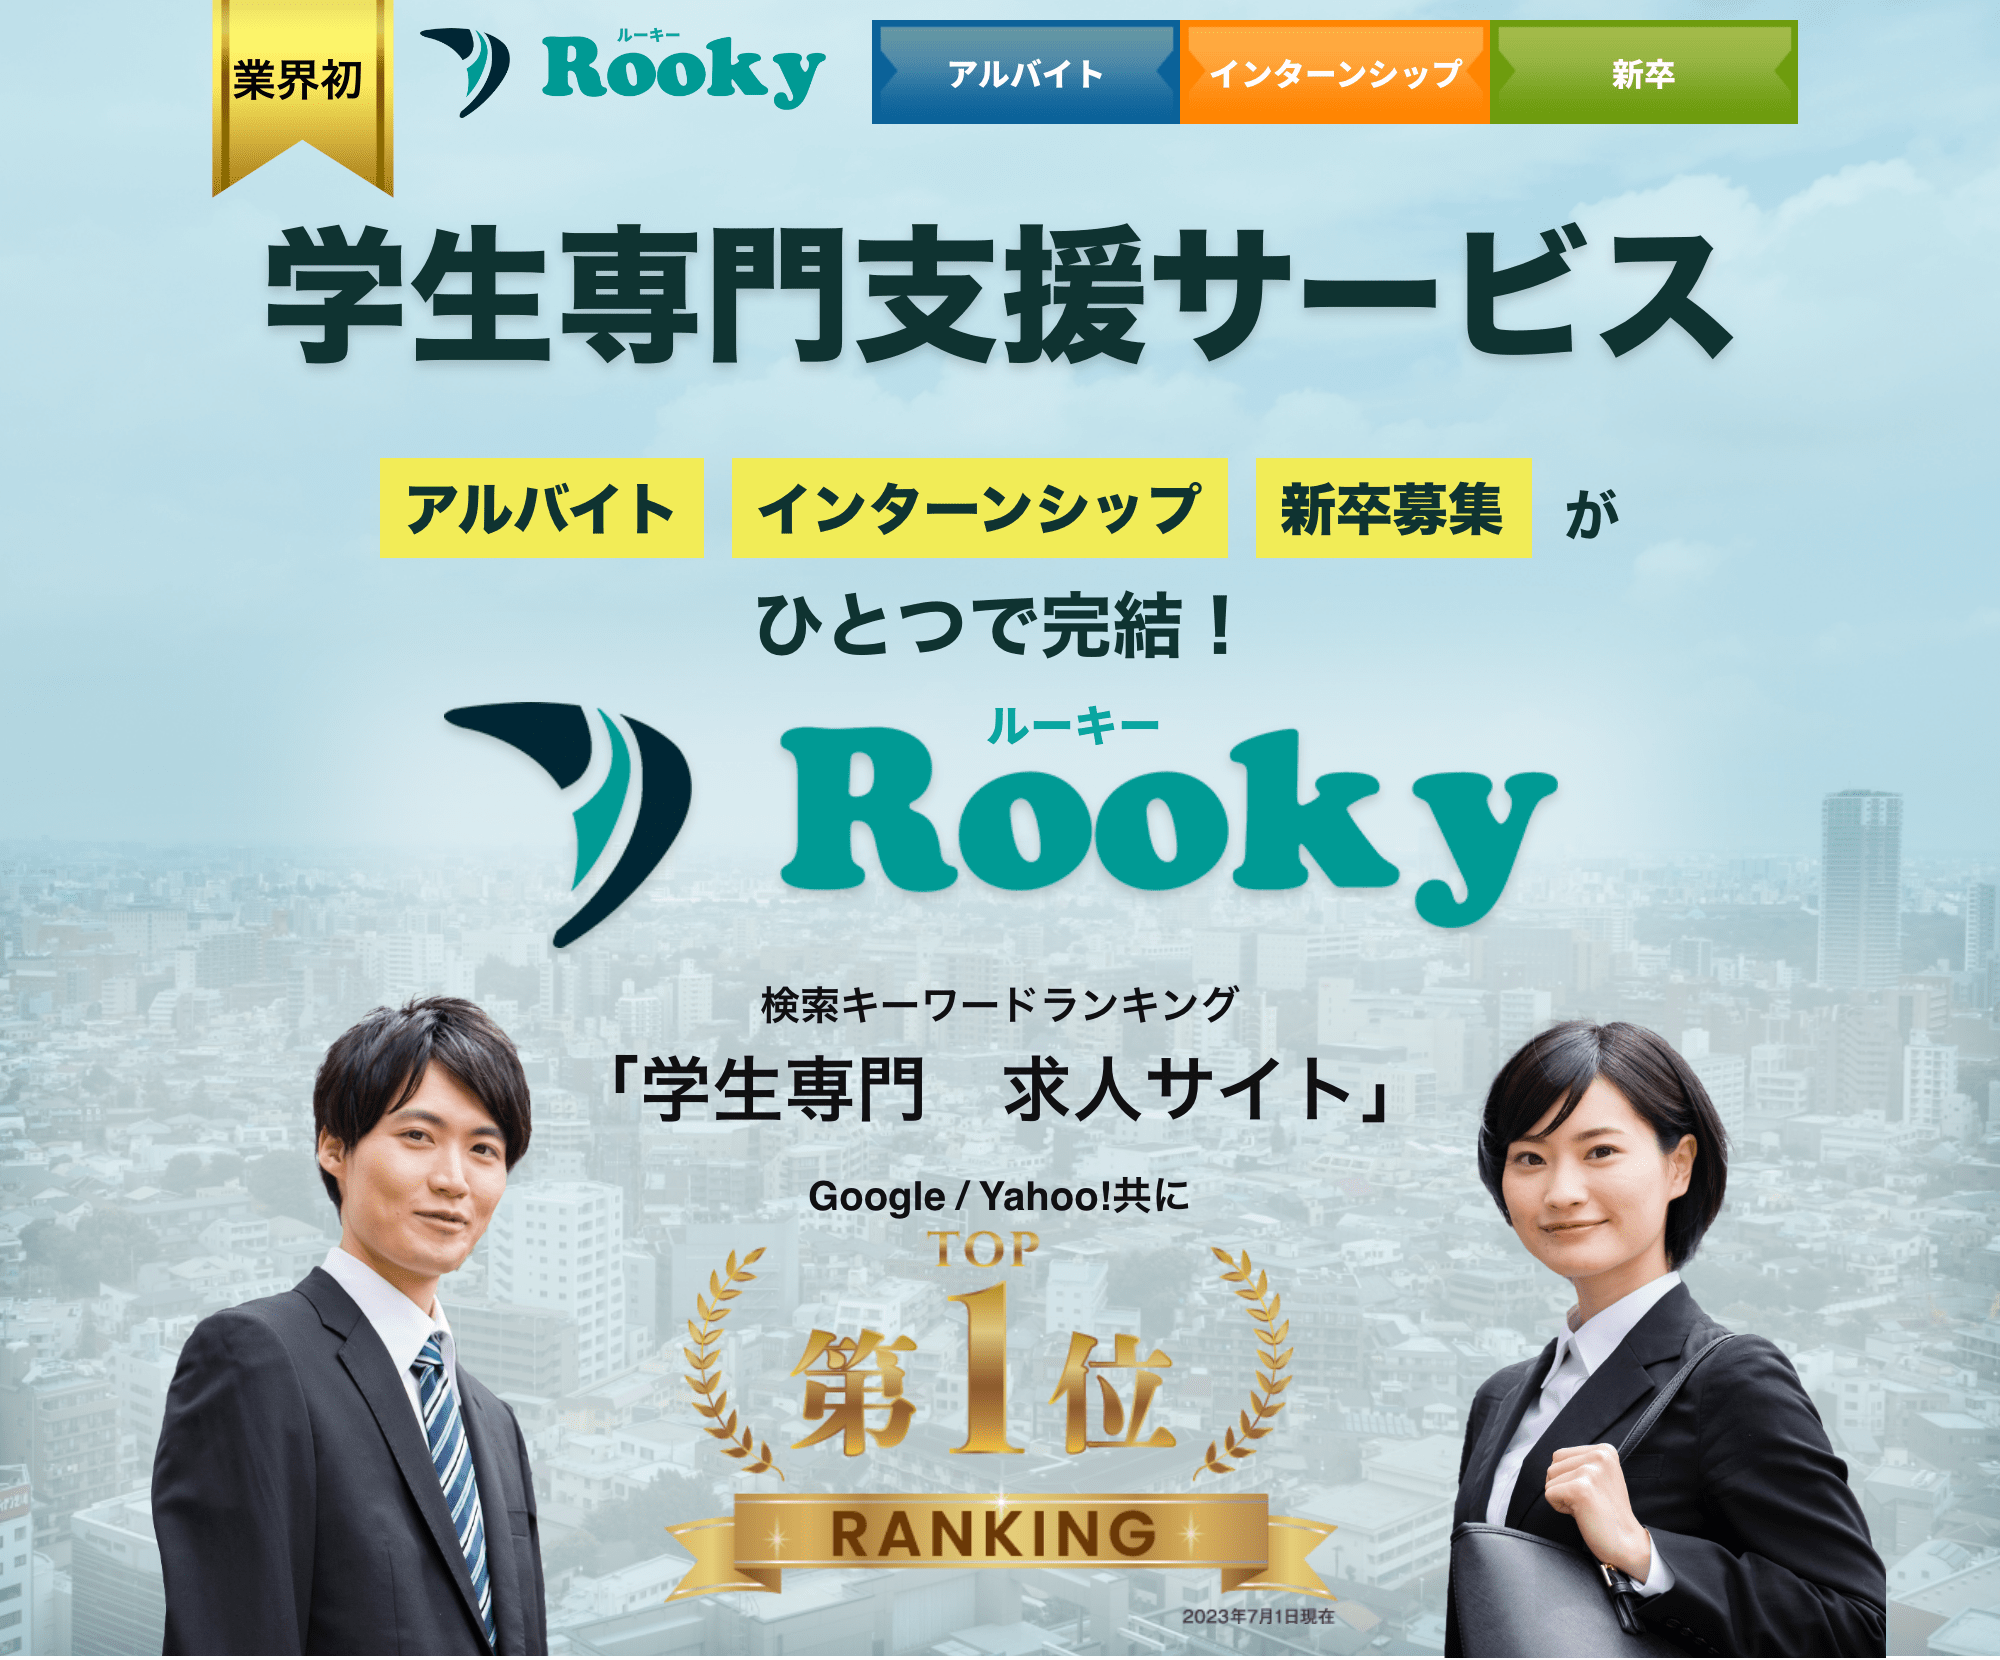 業界初
ルーキー
Rooky
アルバイト
インターンシップ
新卒
学生専門支援サービス
アルバイト インターンシップ 新卒募集 が
ひとつで完結！
ルーキー
Rooky
検索キーワードランキング
「学生専門　求人サイト」
Google / Yahoo!共に
TOP
第1位
RANKING
2023年7月1日現在